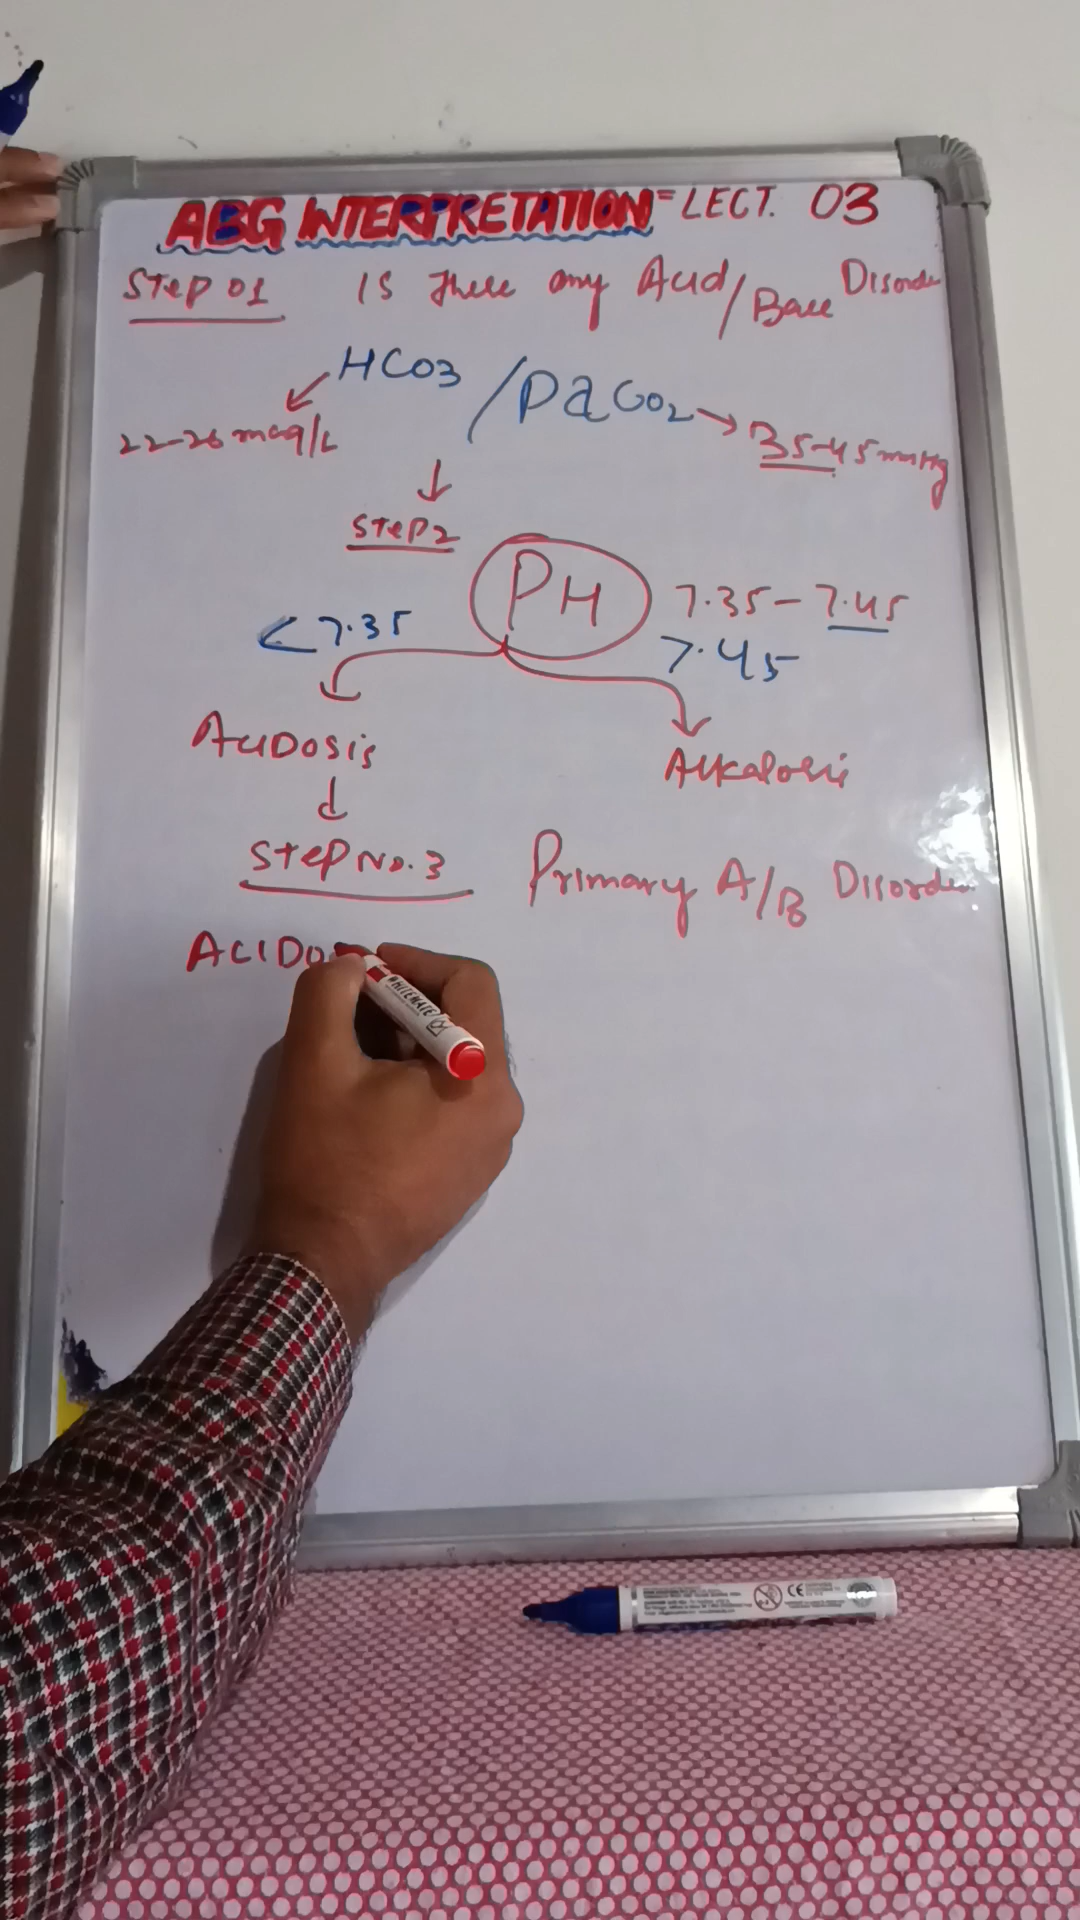 ABG INTERPRETATION = LECT. 03
STEP 01 IS there any Acid/Base Disorder
HCO3 / PaCO2
22-26 meq/L 35-45 mmHg
STEP 2
PH 7.35 - 7.45
< 7.35 7.45
AciDosis Alkalosis
STEP No. 3 Primary A/B Disorder
ACIDO
WHITEMATE
CE